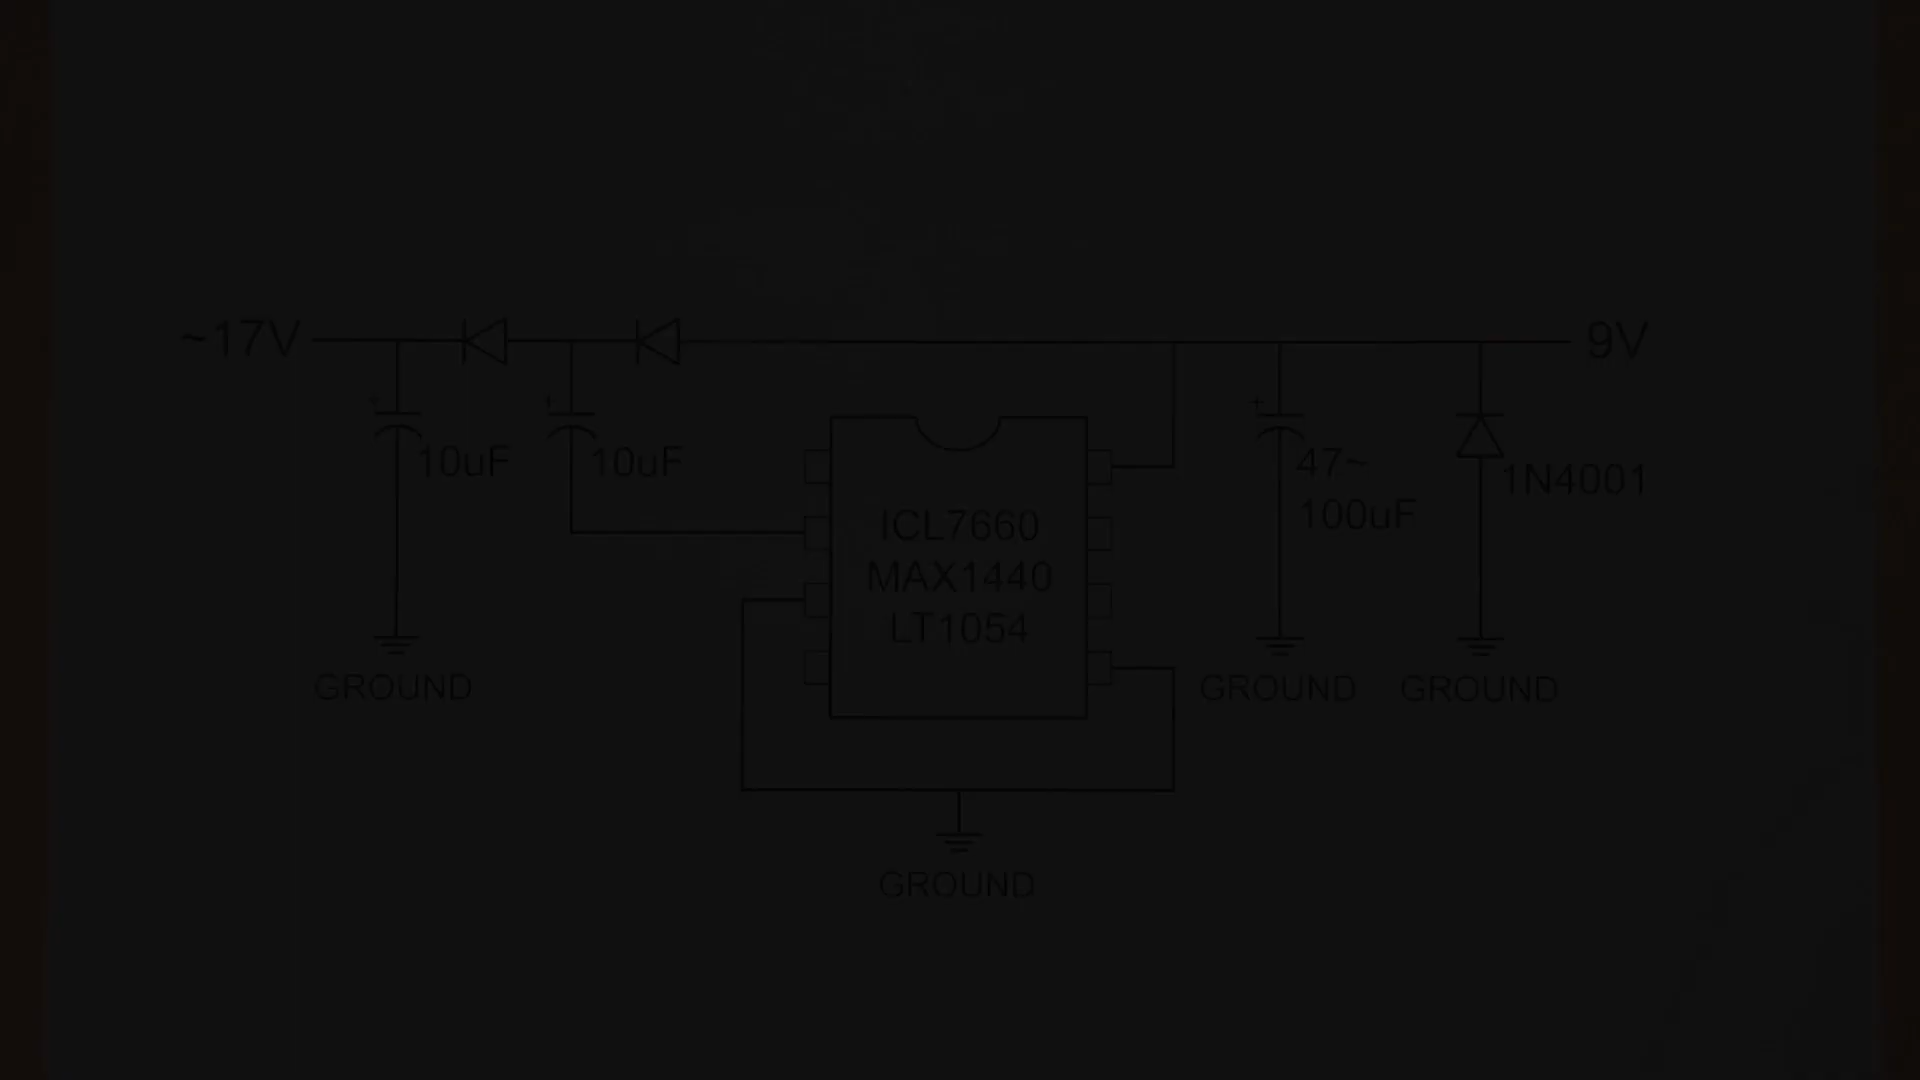 ~17V
9V
+
+
+
10uF
10uF
47~
100uF
1N4001
ICL7660
MAX1440
LT1054
GROUND
GROUND
GROUND
GROUND